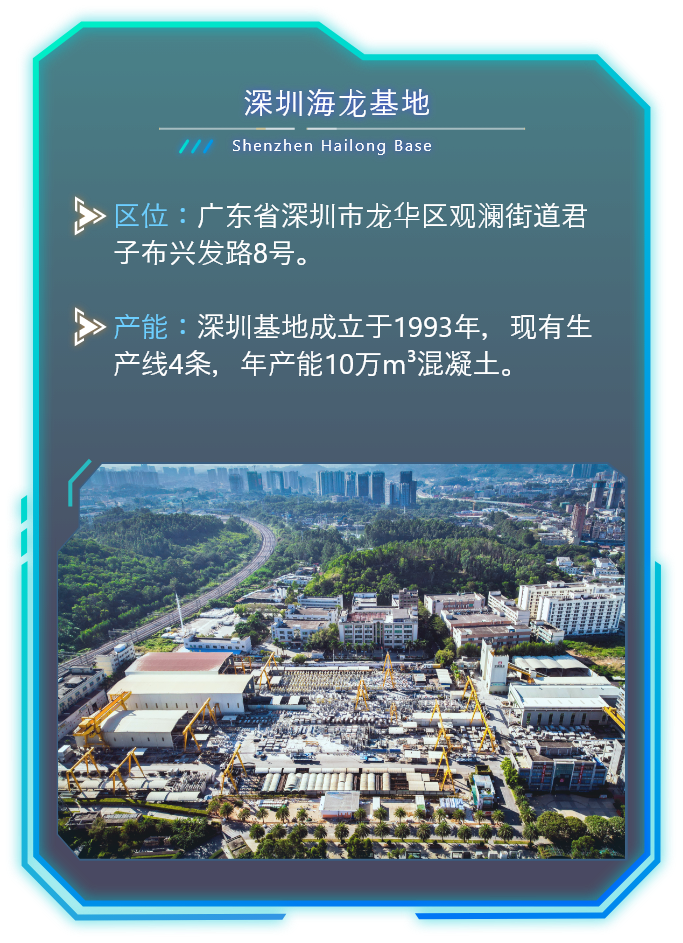 深圳海龙基地
Shenzhen Hailong Base
区位：广东省深圳市龙华区观澜街道君
子布兴发路8号。
产能：深圳基地成立于1993年，现有生
产线4条，年产能10万m³混凝土。